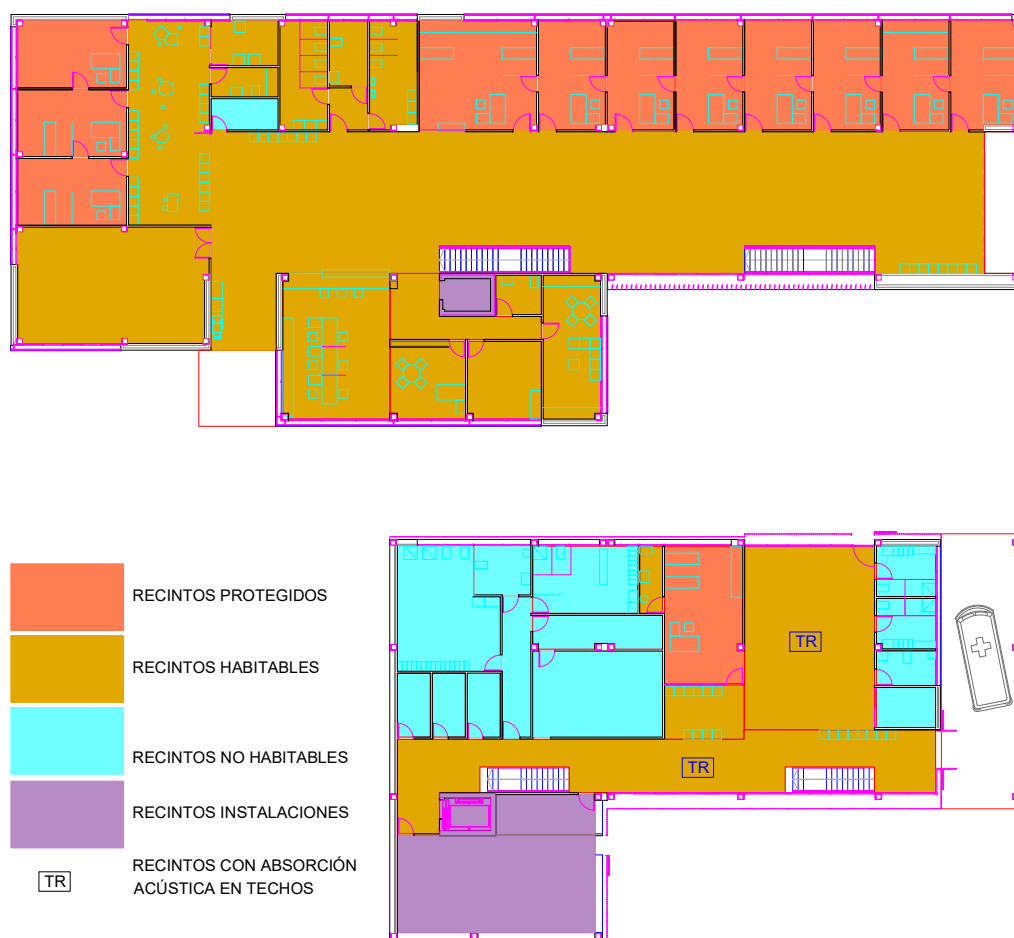 TR
TR
RECINTOS PROTEGIDOS
RECINTOS HABITABLES
RECINTOS NO HABITABLES
RECINTOS INSTALACIONES
TR
RECINTOS CON ABSORCIÓN
ACÚSTICA EN TECHOS